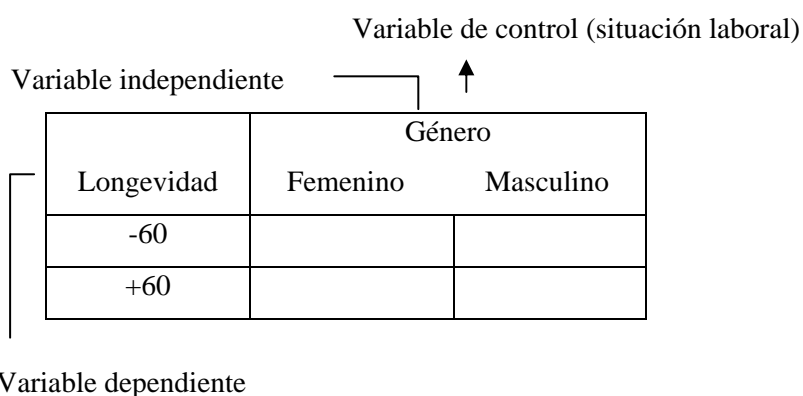 Variable de control (situación laboral)
Variable independiente
Género
Longevidad Femenino Masculino
-60
+60
Variable dependiente